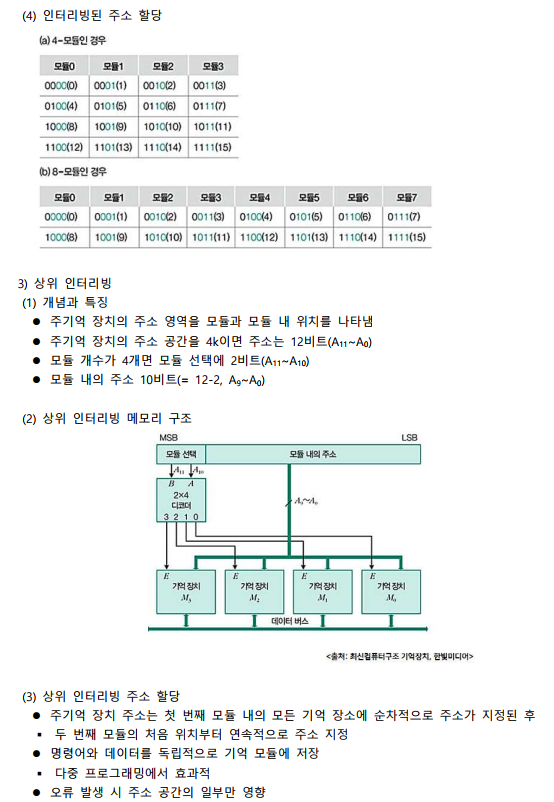 (4) 인터리빙된 주소 할당
(a) 4-모듈인 경우
모듈0 모듈1 모듈2 모듈3
0000(0) 0001(1) 0010(2) 0011(3)
0100(4) 0101(5) 0110(6) 0111(7)
1000(8) 1001(9) 1010(10) 1011(11)
1100(12) 1101(13) 1110(14) 1111(15)
(b) 8-모듈인 경우
모듈0 모듈1 모듈2 모듈3 모듈4 모듈5 모듈6 모듈7
0000(0) 0001(1) 0010(2) 0011(3) 0100(4) 0101(5) 0110(6) 0111(7)
1000(8) 1001(9) 1010(10) 1011(11) 1100(12) 1101(13) 1110(14) 1111(15)
3) 상위 인터리빙
(1) 개념과 특징
● 주기억 장치의 주소 영역을 모듈과 모듈 내 위치를 나타냄
● 주기억 장치의 주소 공간을 4k이면 주소는 12비트(A₁₁~A₀)
● 모듈 개수가 4개면 모듈 선택에 2비트(A₁₁~A₁₀)
● 모듈 내의 주소 10비트(= 12-2, A₉~A₀)
(2) 상위 인터리빙 메모리 구조
MSB LSB
모듈 선택 모듈 내의 주소
A₁₁ A₁₀
B A
2×4
디코더
3 2 1 0
A₉~A₀
E E E E
기억 장치 기억 장치 기억 장치 기억 장치
M₃ M₂ M₁ M₀
데이터 버스
<출처: 최신컴퓨터구조 기억장치, 한빛미디어>
(3) 상위 인터리빙 주소 할당
● 주기억 장치 주소는 첫 번째 모듈 내의 모든 기억 장소에 순차적으로 주소가 지정된 후
▪ 두 번째 모듈의 처음 위치부터 연속적으로 주소 지정
● 명령어와 데이터를 독립적으로 기억 모듈에 저장
▪ 다중 프로그래밍에서 효과적
● 오류 발생 시 주소 공간의 일부만 영향